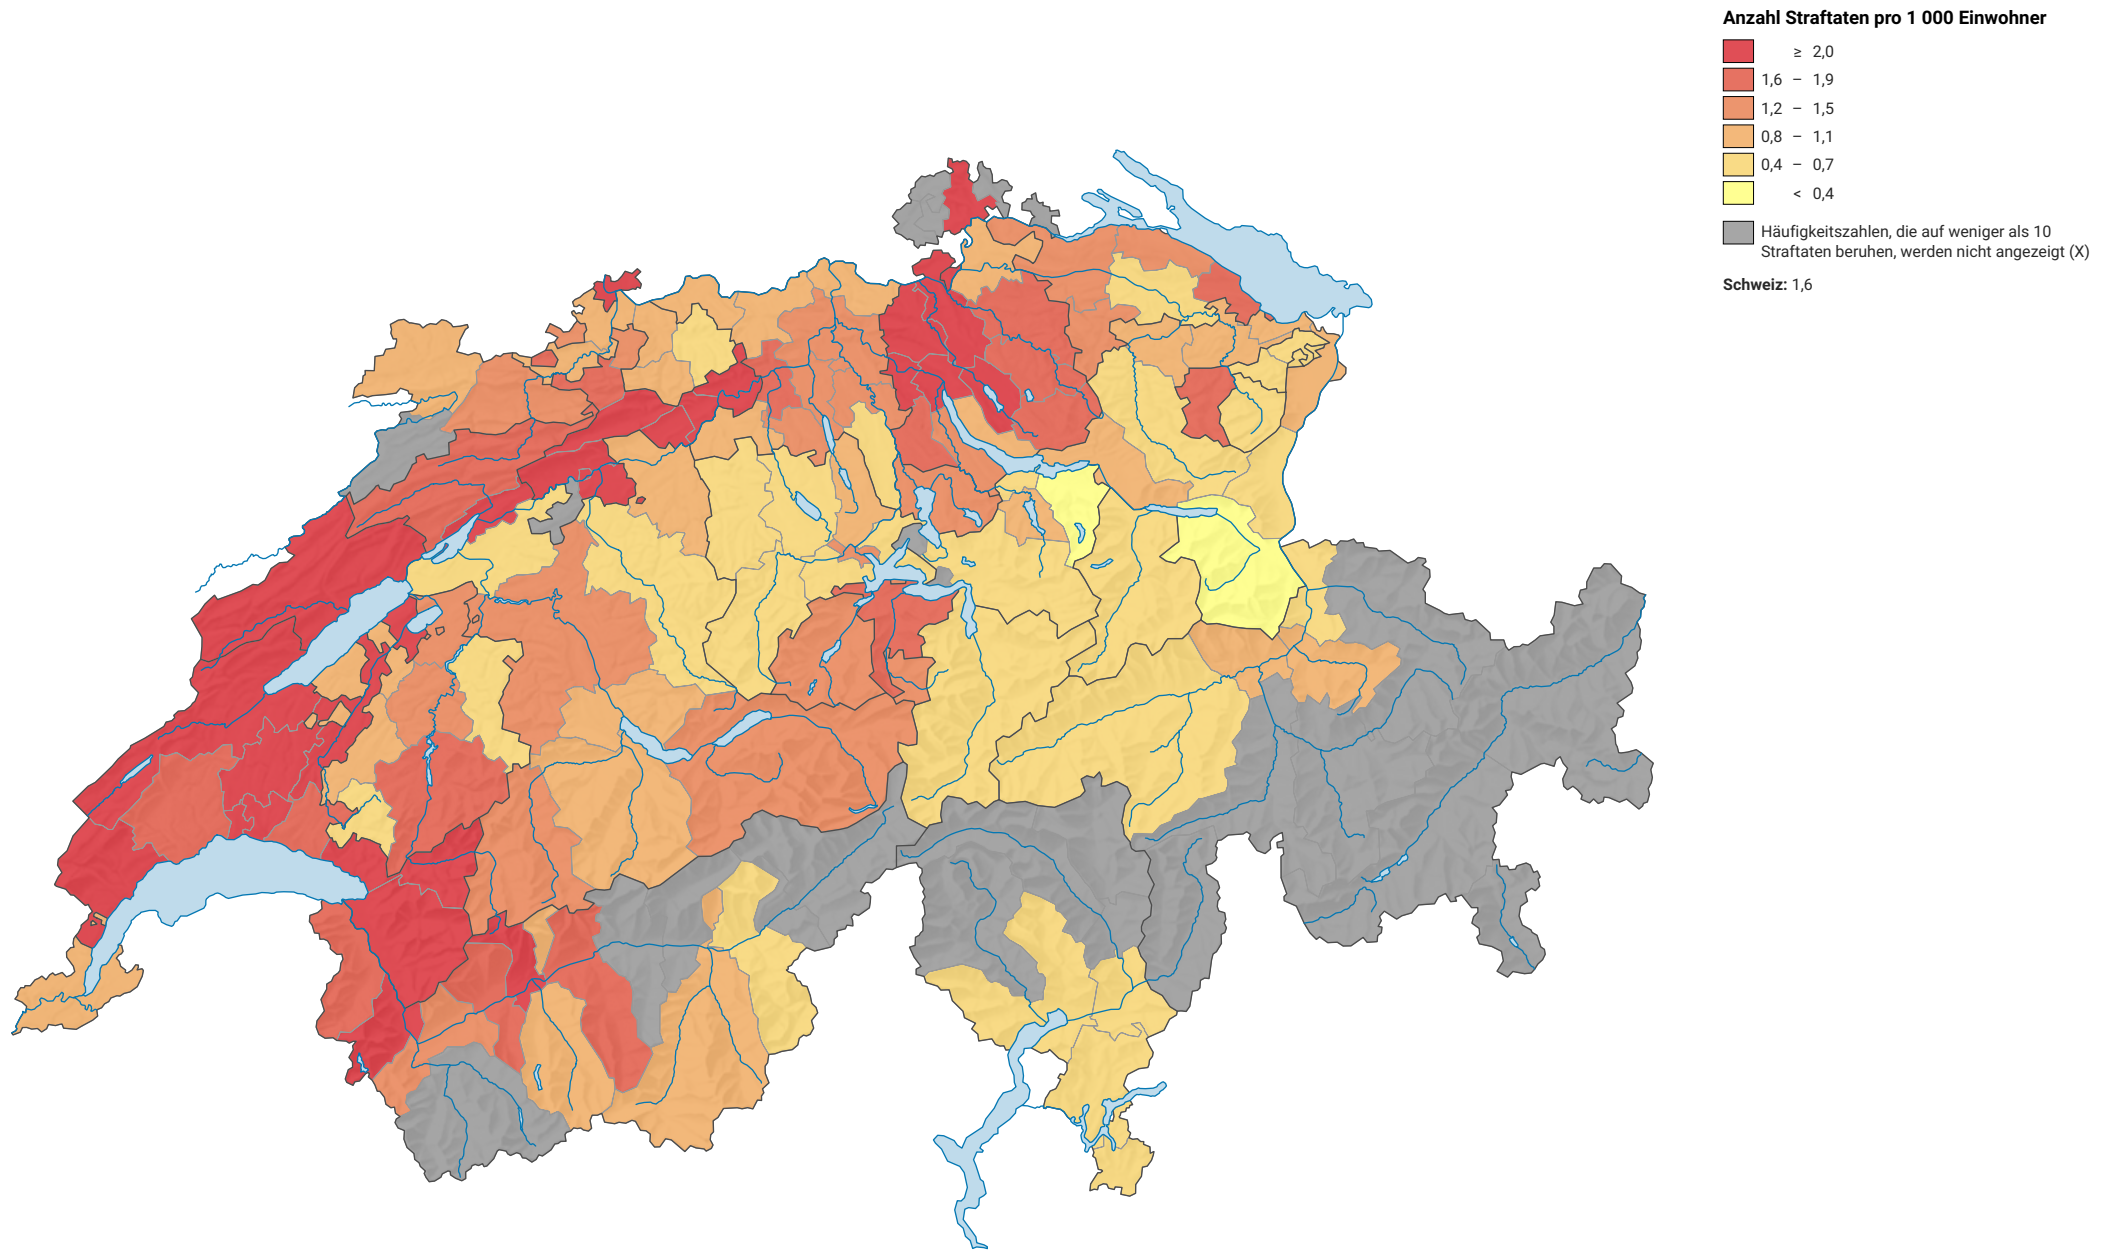 Anzahl Straftaten pro 1 000 Einwohner
≥ 2,0
1,6 – 1,9
1,2 – 1,5
0,8 – 1,1
0,4 – 0,7
< 0,4
Häufigkeitszahlen, die auf weniger als 10
Straftaten beruhen, werden nicht angezeigt (X)
Schweiz: 1,6